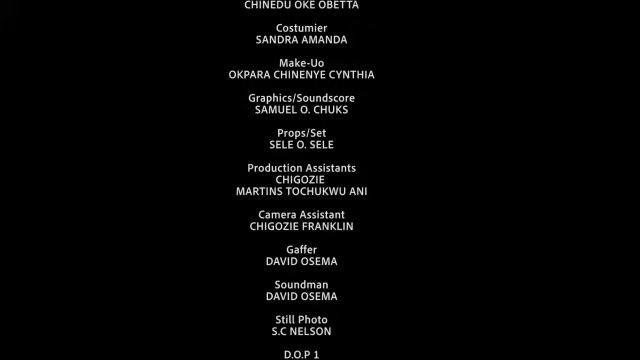 CHINEDU OKE OBETTA
Costumier
SANDRA AMANDA
Make-Uo
OKPARA CHINENYE CYNTHIA
Graphics/Soundscore
SAMUEL O. CHUKS
Props/Set
SELE O. SELE
Production Assistants
CHIGOZIE
MARTINS TOCHUKWU ANI
Camera Assistant
CHIGOZIE FRANKLIN
Gaffer
DAVID OSEMA
Soundman
DAVID OSEMA
Still Photo
S.C NELSON
D.O.P 1